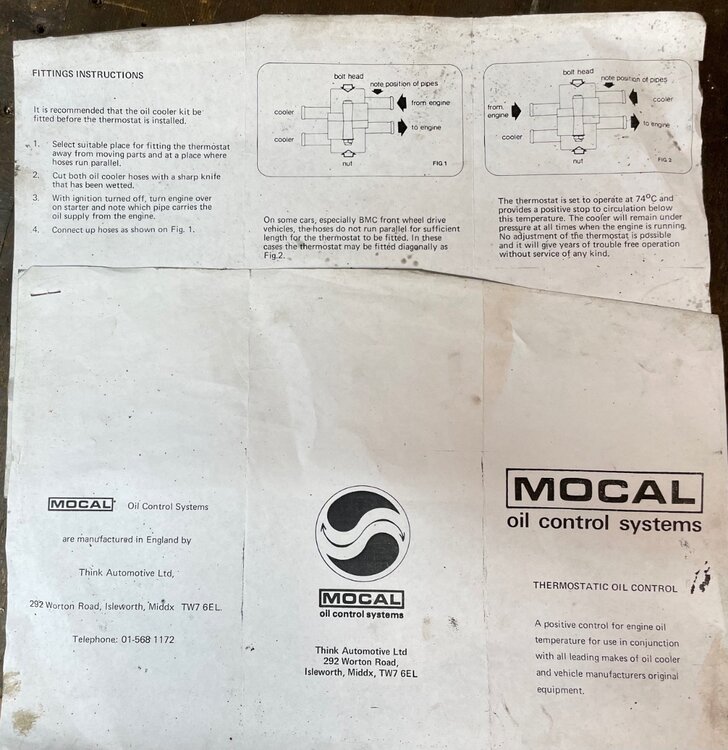 FITTINGS INSTRUCTIONS
It is recommended that the oil cooler kit be
fitted before the thermostat is installed.
1. Select suitable place for fitting the thermostat
away from moving parts and at a place where
hoses run parallel.
2. Cut both oil cooler hoses with a sharp knife
that has been wetted.
3. With ignition turned off, turn engine over
on starter and note which pipe carries the
oil supply from the engine.
4. Connect up hoses as shown on Fig. 1.
bolt head
note position of pipes
cooler
from engine
cooler
to engine
nut
FIG 1
On some cars, especially BMC front wheel drive
vehicles, the hoses do not run parallel for sufficient
length for the thermostat to be fitted. In these
cases the thermostat may be fitted diagonally as
Fig.2.
bolt head
note position of pipes
from
engine
cooler
cooler
to engine
nut
FIG 2
The thermostat is set to operate at 74°C and
provides a positive stop to circulation below
this temperature. The cooler will remain under
pressure at all times when the engine is running.
No adjustment of the thermostat is possible
and it will give years of trouble free operation
without service of any kind.
MOCAL Oil Control Systems
are manufactured in England by
Think Automotive Ltd,
292 Worton Road, Isleworth, Middx TW7 6EL.
Telephone: 01-568 1172
MOCAL
oil control systems
Think Automotive Ltd
292 Worton Road,
Isleworth, Middx, TW7 6EL
MOCAL
oil control systems
THERMOSTATIC OIL CONTROL
A positive control for engine oil
temperature for use in conjunction
with all leading makes of oil cooler
and vehicle manufacturers original
equipment.